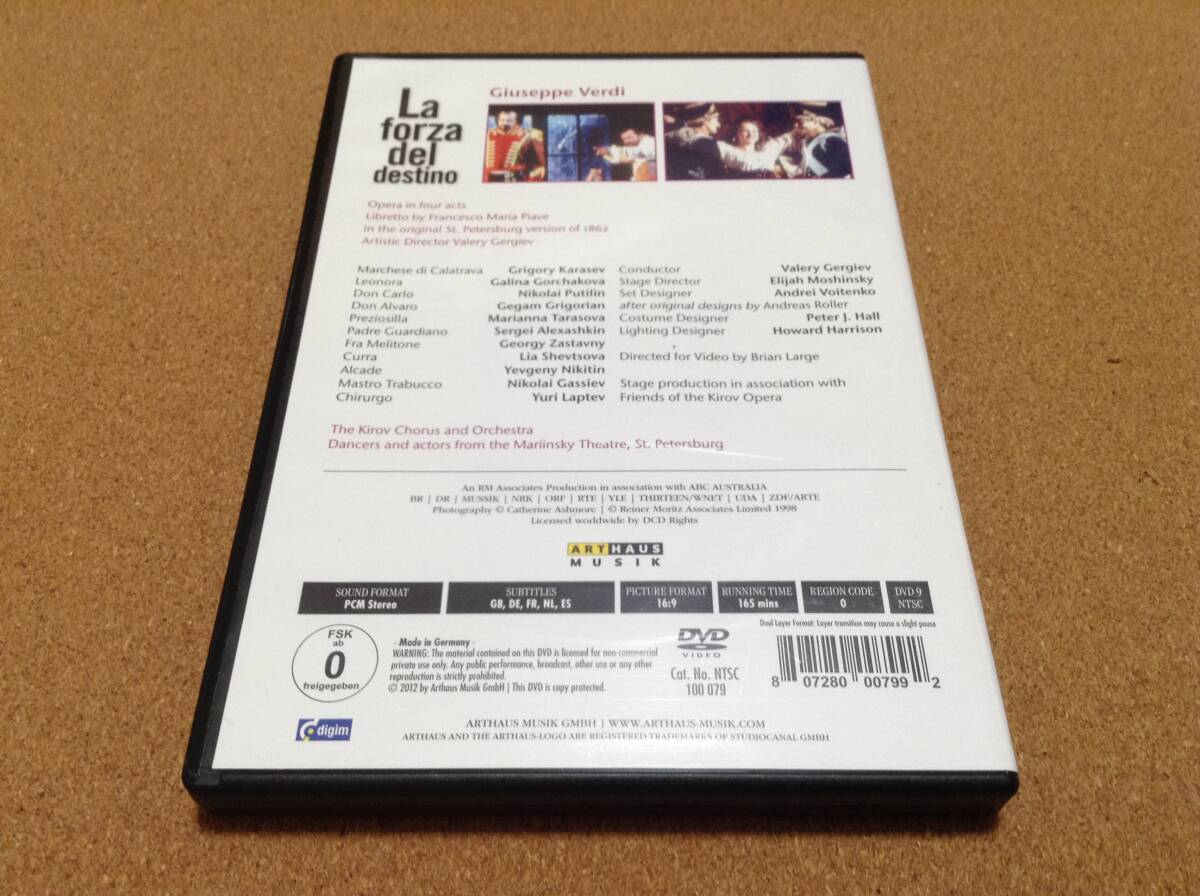 La
forza
del
destino
Giuseppe Verdi
Opera in four acts
Libretto by Francesco Maria Piave
in the original St. Petersburg version of 1862
Artistic Director Valery Gergiev
Marchese di Calatrava Grigory Karasev
Leonora Galina Gorchakova
Don Carlo Nikolai Putilin
Don Alvaro Gegam Grigorian
Preziosilla Marianna Tarasova
Padre Guardiano Sergei Alexashkin
Fra Melitone Georgy Zastavny
Curra Lia Shevtsova
Alcade Yevgeny Nikitin
Mastro Trabucco Nikolai Gassiev
Chirurgo Yuri Laptev
Conductor Valery Gergiev
Stage Director Elijah Moshinsky
Set Designer Andrei Voitenko
after original designs by Andreas Roller
Costume Designer Peter J. Hall
Lighting Designer Howard Harrison
Directed for Video by Brian Large
Stage production in association with
Friends of the Kirov Opera
The Kirov Chorus and Orchestra
Dancers and actors from the Mariinsky Theatre, St. Petersburg
An RM Associates Production in association with ABC AUSTRALIA
BR | DR | MUSSIK | NRK | ORF | RTE | YLE | THIRTEEN/WNET | UDA | ZDF/ARTE
Photography © Catherine Ashmore | © Reiner Moritz Associates Limited 1998
Licensed worldwide by DCD Rights
ARTHAUS
MUSIK
SOUND FORMAT
PCM Stereo
SUBTITLES
GB, DE, FR, NL, ES
PICTURE FORMAT
16:9
RUNNING TIME
165 mins
REGION CODE
0
DVD 9
NTSC
Dual Layer Format: Layer transition may cause a slight pause
FSK
ab
0
freigegeben
- Made in Germany -
WARNING: The material contained on this DVD is licensed for non-commercial
private use only. Any public performance, broadcast, other use or any other
reproduction is strictly prohibited.
© 2012 by Arthaus Musik GmbH | This DVD is copy protected.
DVD
VIDEO
Cat. No. NTSC
100 079
8 07280 00799 2
digim
ARTHAUS MUSIK GMBH | WWW.ARTHAUS-MUSIK.COM
ARTHAUS AND THE ARTHAUS-LOGO ARE REGISTERED TRADEMARKS OF STUDIOCANAL GMBH